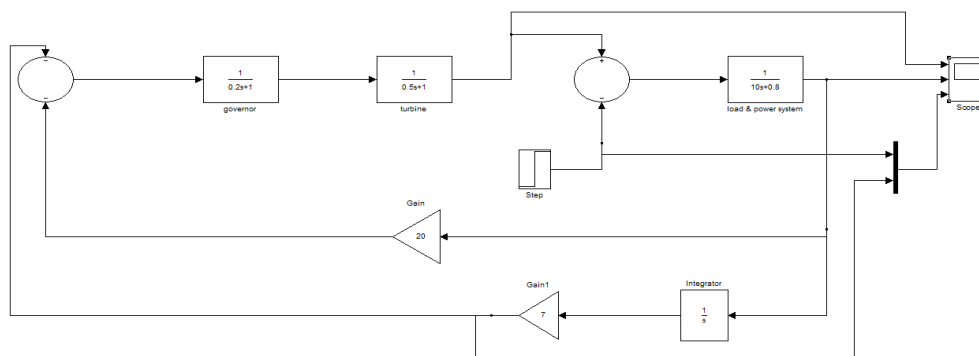 −
−
1
0.2s+1
governor
1
0.5s+1
turbine
+
−
1
10s+0.8
load & power system
Scope
Step
Gain
20
Gain1
7
Integrator
1
s